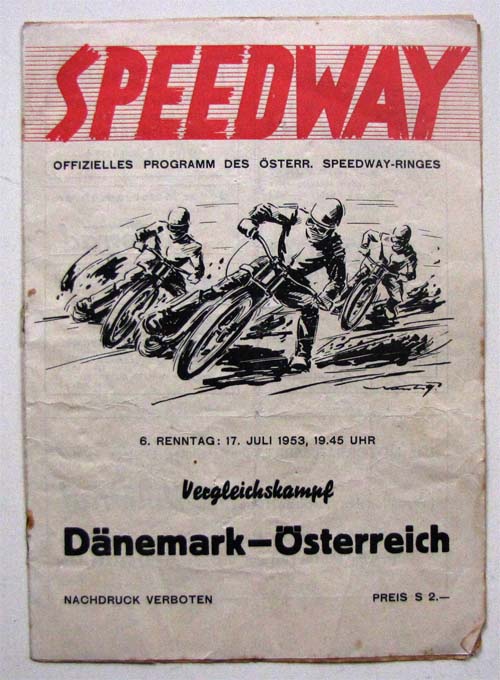 SPEEDWAY
OFFIZIELLES PROGRAMM DES ÖSTERR. SPEEDWAY-RINGES
6. RENNTAG: 17. JULI 1953, 19.45 UHR
Vergleichskampf
Dänemark–Österreich
NACHDRUCK VERBOTEN PREIS S 2.—